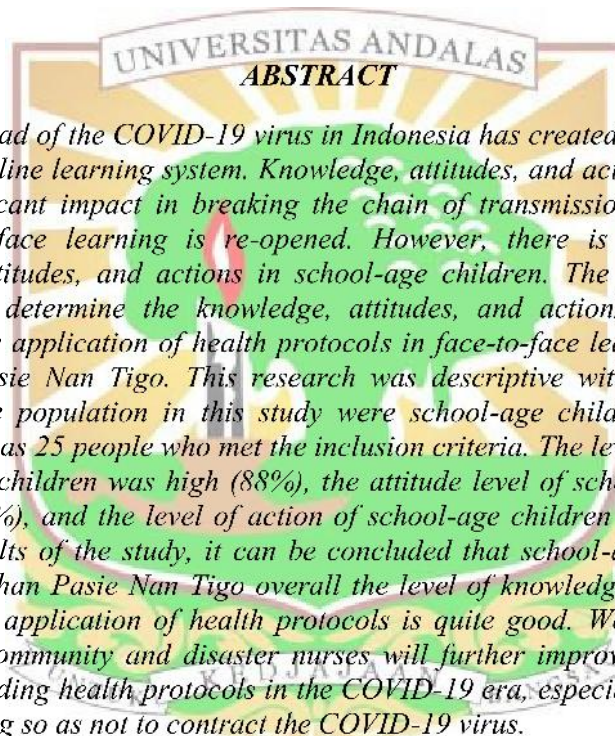 UNIVERSITAS ANDALAS
ABSTRACT
ad of the COVID-19 virus in Indonesia has created
line learning system. Knowledge, attitudes, and act
cant impact in breaking the chain of transmissio
face learning is re-opened. However, there is
titudes, and actions in school-age children. The
determine the knowledge, attitudes, and action
application of health protocols in face-to-face lea
sie Nan Tigo. This research was descriptive wit
e population in this study were school-age chila
as 25 people who met the inclusion criteria. The le
children was high (88%), the attitude level of sch
%), and the level of action of school-age children
lts of the study, it can be concluded that school-a
han Pasie Nan Tigo overall the level of knowledg
application of health protocols is quite good. W
ommunity and disaster nurses will further improv
ding health protocols in the COVID-19 era, especia
g so as not to contract the COVID-19 virus.
UNTUK KEDJAJAAN BANGSA